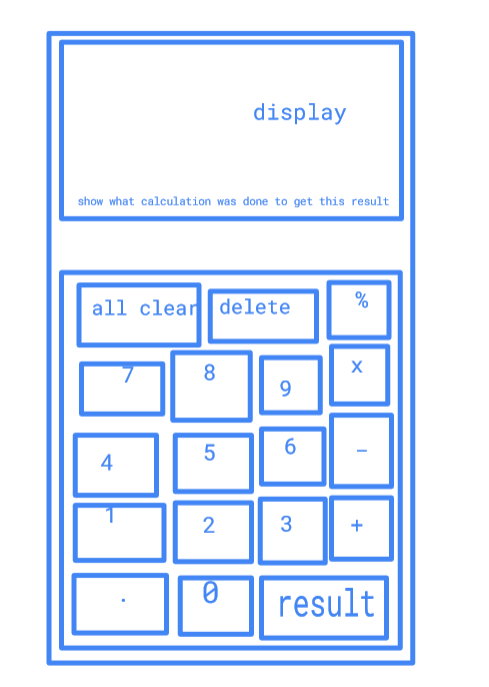 display
show what calculation was done to get this result
all clear delete %
7 8 9 x
4 5 6 -
1 2 3 +
. 0 result